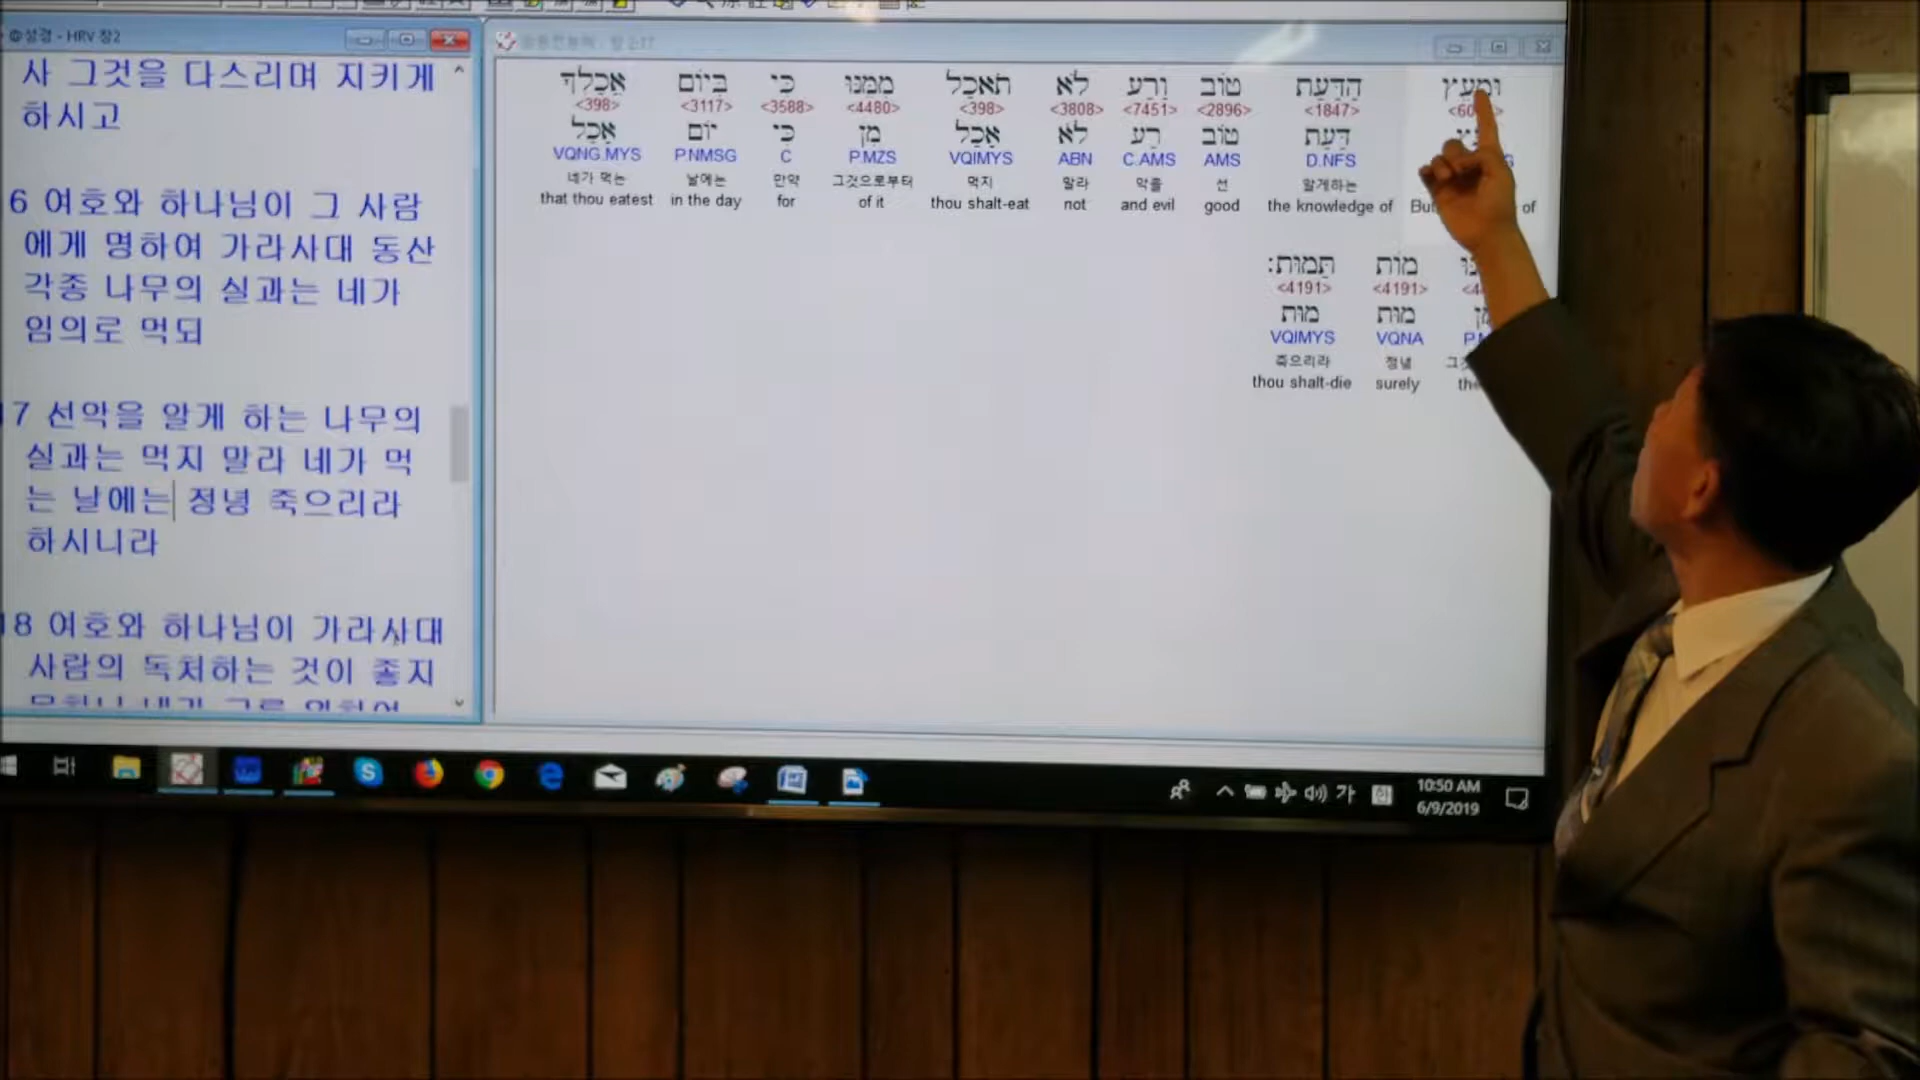 성경 - HRV 창2
사 그것을 다스리며 지키게
하시고
6 여호와 하나님이 그 사람
에게 명하여 가라사대 동산
각종 나무의 실과는 네가
임의로 먹되
17 선악을 알게 하는 나무의
실과는 먹지 말라 네가 먹
는 날에는 정녕 죽으리라
하시니라
18 여호와 하나님이 가라사대
사람의 독처하는 것이 좋지
וּמֵעֵץ הַדַּעַת טוֹב וָרָע לֹא תֹאכַל מִמֶּנּוּ כִּי בְּיוֹם אֲכָלְךָ
<398> <3117> <3588> <4480> <398> <3808> <7451> <2896> <1847>
דַּעַת טוֹב רַע לֹא אָכַל מִן כִּי יוֹם אָכַל
VQNG.MYS P.NMSG C P.MZS VQIMYS ABN C.AMS AMS D.NFS
네가 먹는 날에는 만약 그것으로부터 먹지 말라 악을 선 알게하는
that thou eatest in the day for of it thou shalt-eat not and evil good the knowledge of of
מוֹת תָּמוּת׃
<4191> <4191>
מוּת מוּת
VQIMYS VQNA
죽으리라 정녕
thou shalt-die surely
가
10:50 AM
6/9/2019